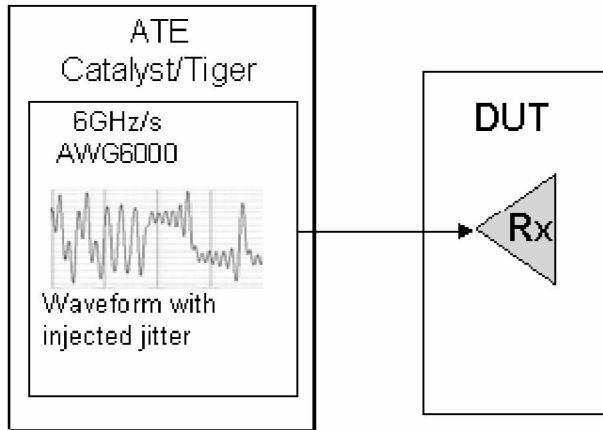 ATE
Catalyst/Tiger
6GHz/s
AWG6000
Waveform with
injected jitter
DUT
Rx